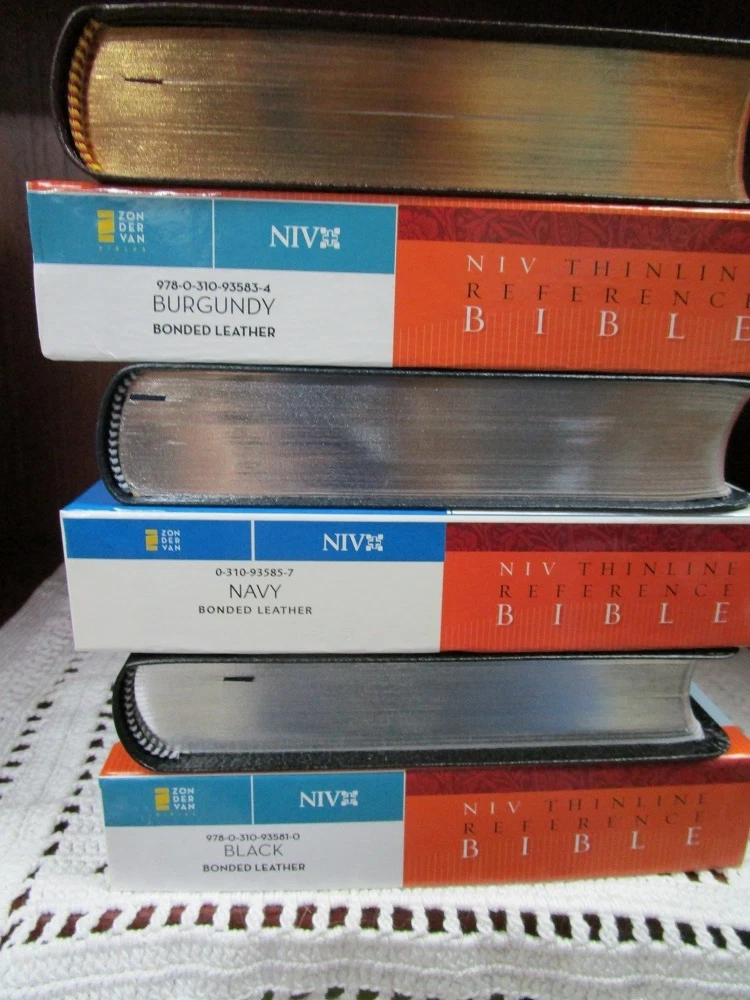 ZON
DER
VAN
BIBLES
NIV
978-0-310-93583-4
BURGUNDY
BONDED LEATHER
NIV THINLIN
REFERENC
BIBLE
ZON
DER
VAN
NIV
0-310-93585-7
NAVY
BONDED LEATHER
NIV THINLINE
REFERENCE
BIBLE
ZON
DER
VAN
NIV
978-0-310-93581-0
BLACK
BONDED LEATHER
NIV THINLINE
REFERENCE
BIBLE